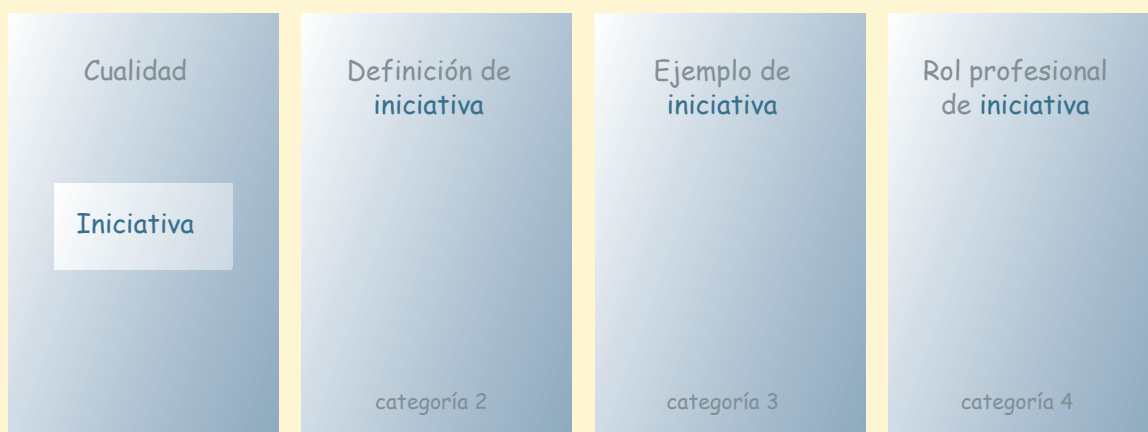 Cualidad
Iniciativa
Definición de
iniciativa
categoría 2
Ejemplo de
iniciativa
categoría 3
Rol profesional
de iniciativa
categoría 4